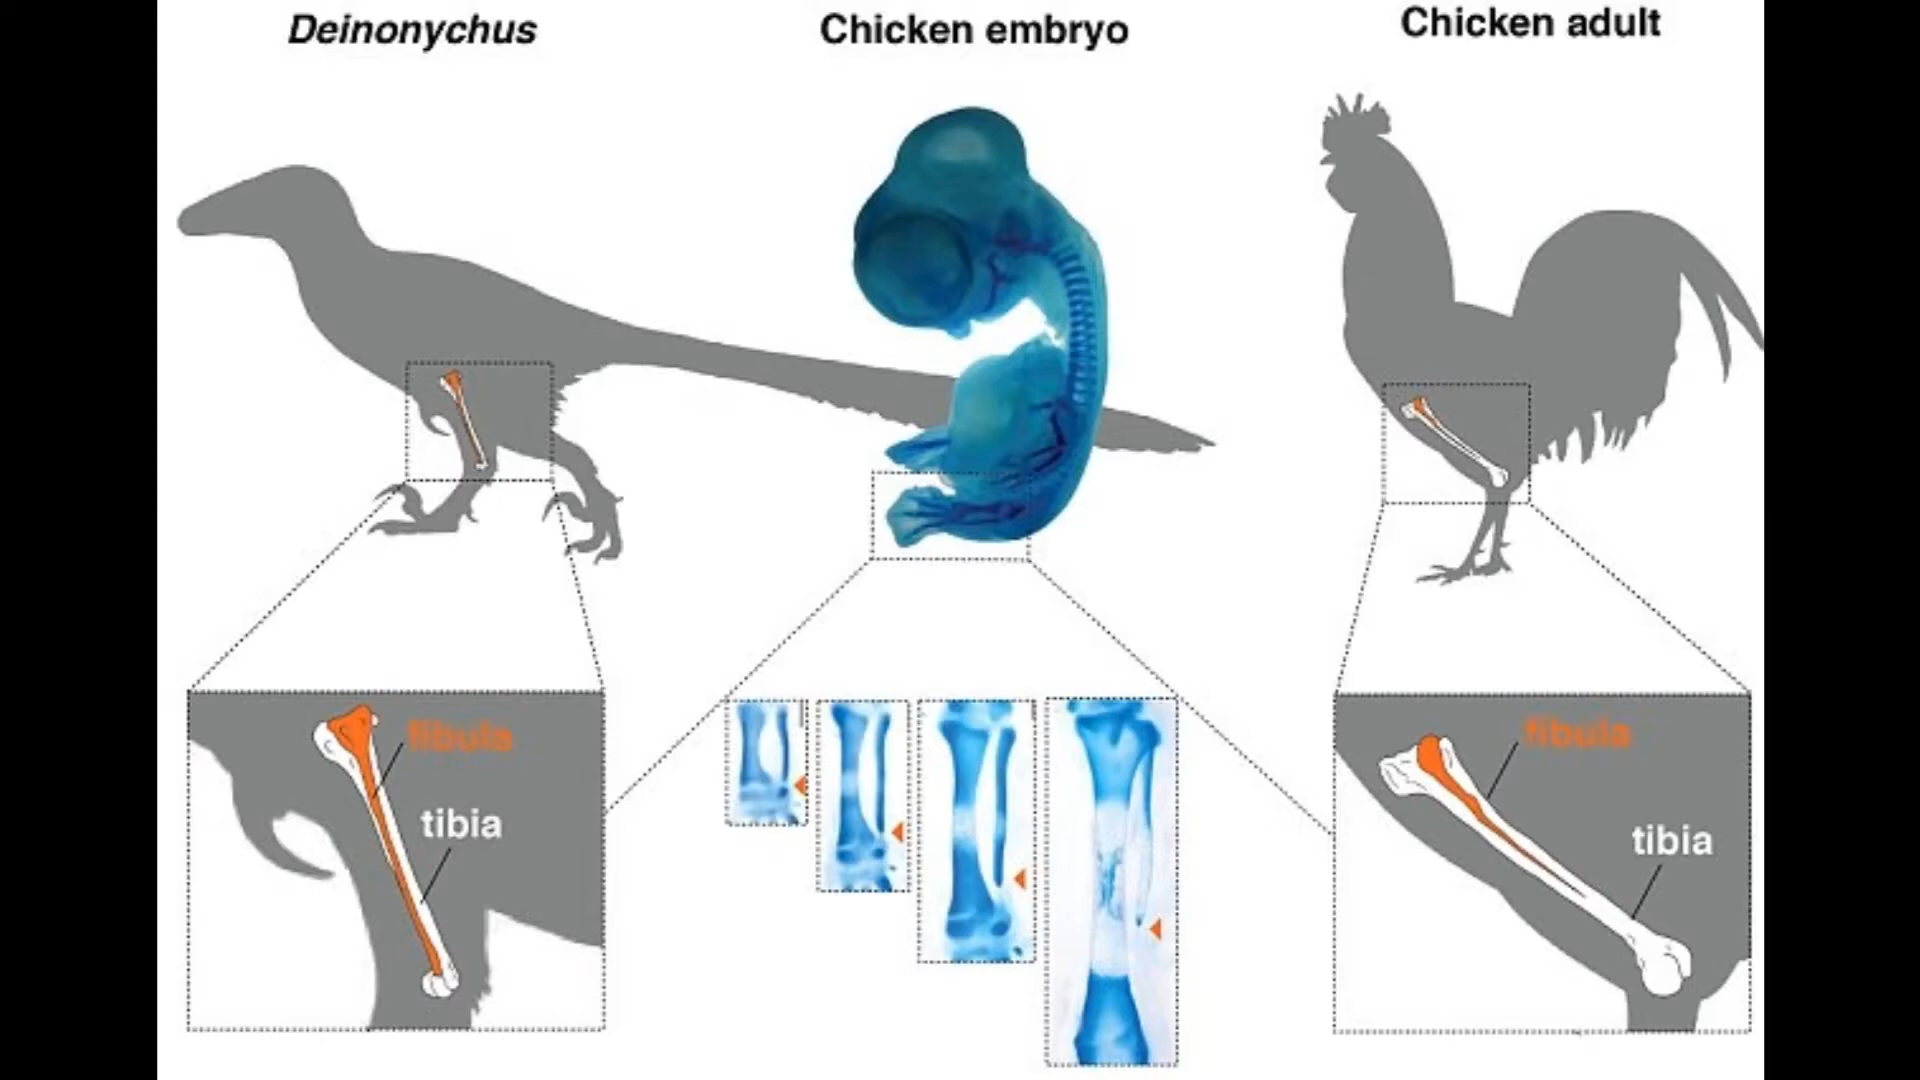 Deinonychus
Chicken embryo
Chicken adult
fibula
tibia
fibula
tibia